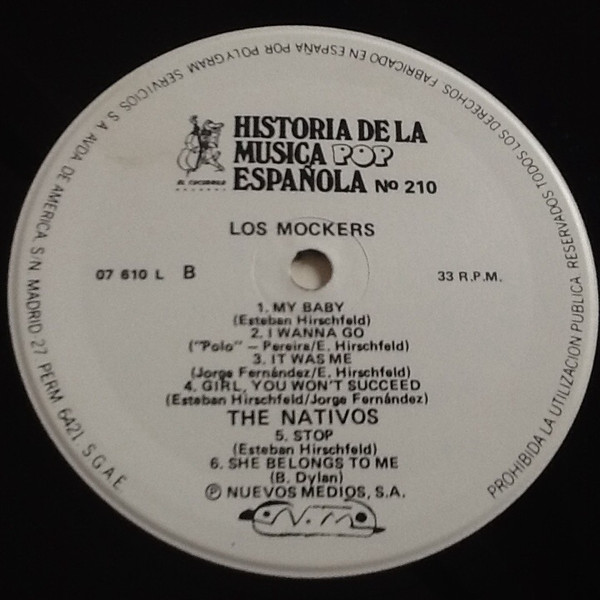 HISTORIA DE LA
MUSICA POP
ESPAÑOLA No 210
EL COCODRILO
RECORDS
LOS MOCKERS
07 610 L B
33 R.P.M.
1. MY BABY
(Esteban Hirschfeld)
2. I WANNA GO
("Polo" – Pereira/E. Hirschfeld)
3. IT WAS ME
(Jorge Fernández/E. Hirschfeld)
4. GIRL, YOU WON'T SUCCEED
(Esteban Hirschfeld/Jorge Fernández)
THE NATIVOS
5. STOP
(Esteban Hirschfeld)
6. SHE BELONGS TO ME
(B. Dylan)
Ⓟ NUEVOS MEDIOS, S.A.
N.M.
PROHIBIDA LA UTILIZACION PUBLICA RESERVADOS TODOS LOS DERECHOS FABRICADO EN ESPAÑA POR POLYGRAM SERVICIOS S.A. AVDA DE AMERICA, S/N MADRID 27 PERM 6421 S G A E